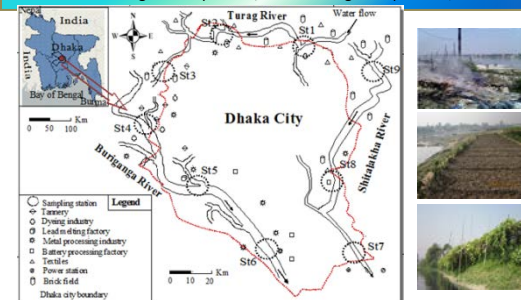 Nepal
India
Dhaka
India
Bay of Bengal
Burma
0 50 100 Km
N
W E
S
Turag River
Water flow
St2
St1
St9
St3
St4
Dhaka City
Buriganga River
Shitalakha River
St5
St8
St6
St7
0 10 20 Km
Legend
Sampling station
Tannery
Dyeing industry
Lead melting factory
Metal processing industry
Battery processing factory
Textiles
Power station
Brick field
Dhaka city boundary